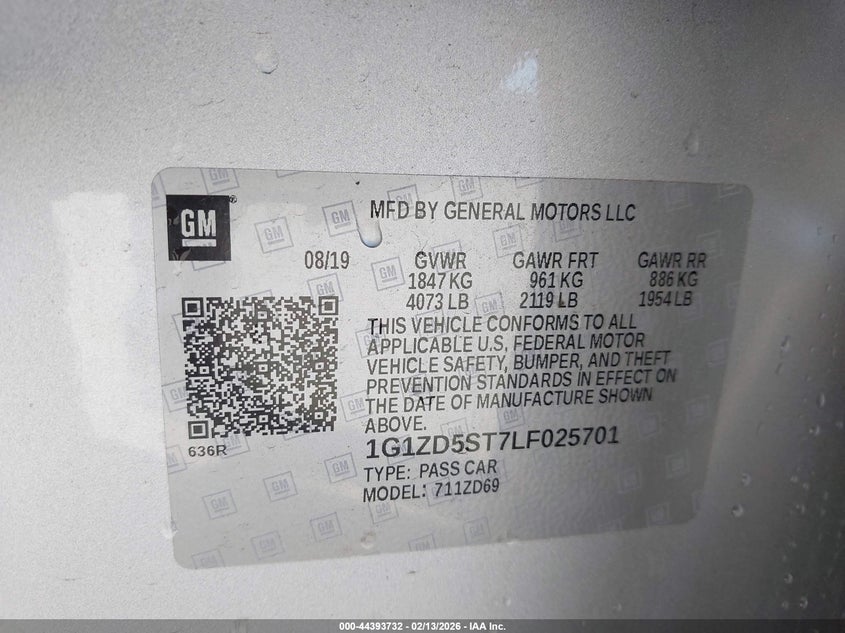 GM
MFD BY GENERAL MOTORS LLC
08/19 GVWR GAWR FRT GAWR RR
1847 KG 961 KG 886 KG
4073 LB 2119 LB 1954 LB
THIS VEHICLE CONFORMS TO ALL
APPLICABLE U.S. FEDERAL MOTOR
VEHICLE SAFETY, BUMPER, AND THEFT
PREVENTION STANDARDS IN EFFECT ON
THE DATE OF MANUFACTURE SHOWN
ABOVE.
636R
1G1ZD5ST7LF025701
TYPE: PASS CAR
MODEL: 711ZD69
000-44393732 - 02/13/2026 - IAA Inc.